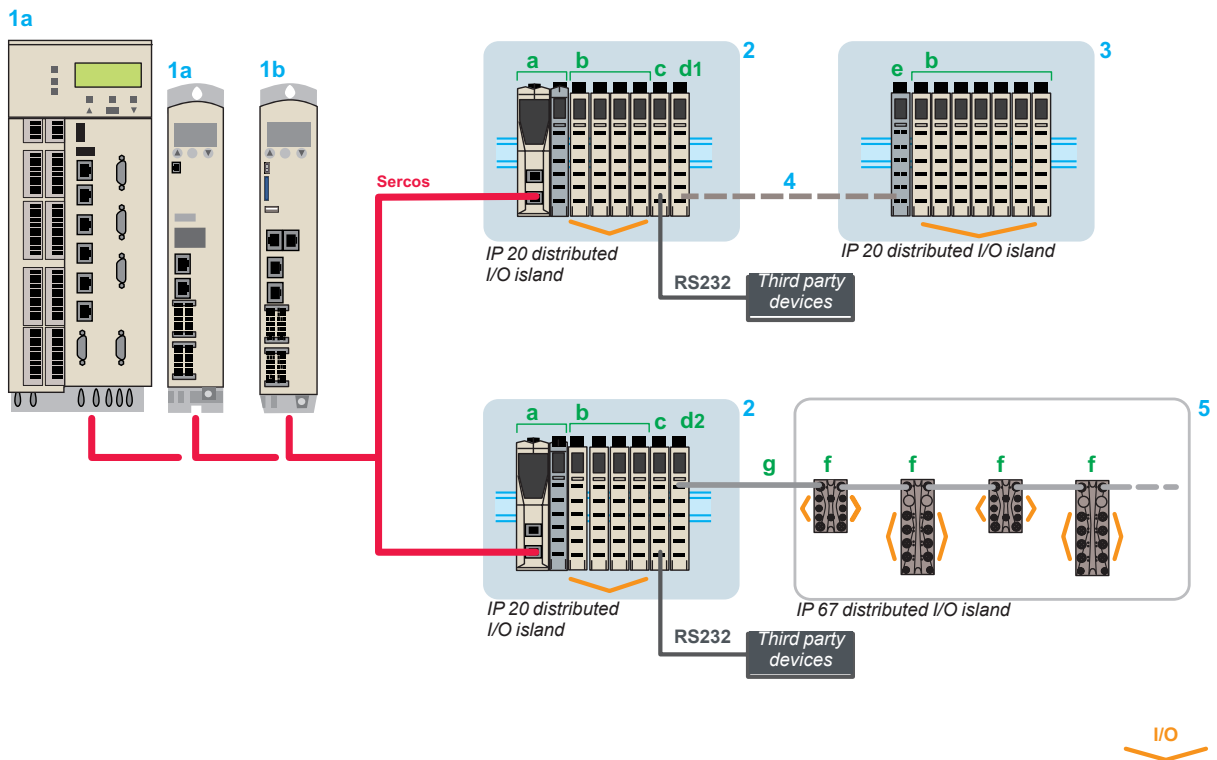 1a
1a
1b
Sercos
2
a
b
c
d1
IP 20 distributed
I/O island
RS232
Third party
devices
4
3
e
b
IP 20 distributed I/O island
2
a
b
c
d2
IP 20 distributed
I/O island
RS232
Third party
devices
g
5
f
f
f
f
IP 67 distributed I/O island
I/O